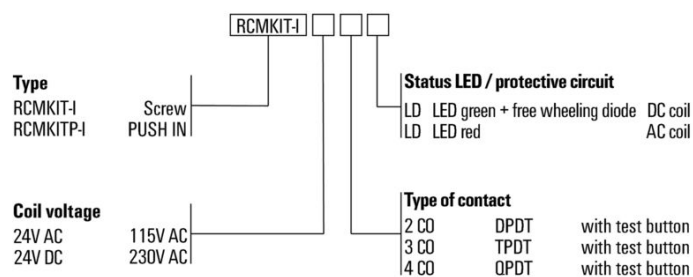 RCMKIT-I
Type
RCMKIT-I Screw
RCMKITP-I PUSH IN
Status LED / protective circuit
LD LED green + free wheeling diode DC coil
LD LED red AC coil
Coil voltage
24V AC 115V AC
24V DC 230V AC
Type of contact
2 CO DPDT with test button
3 CO TPDT with test button
4 CO QPDT with test button